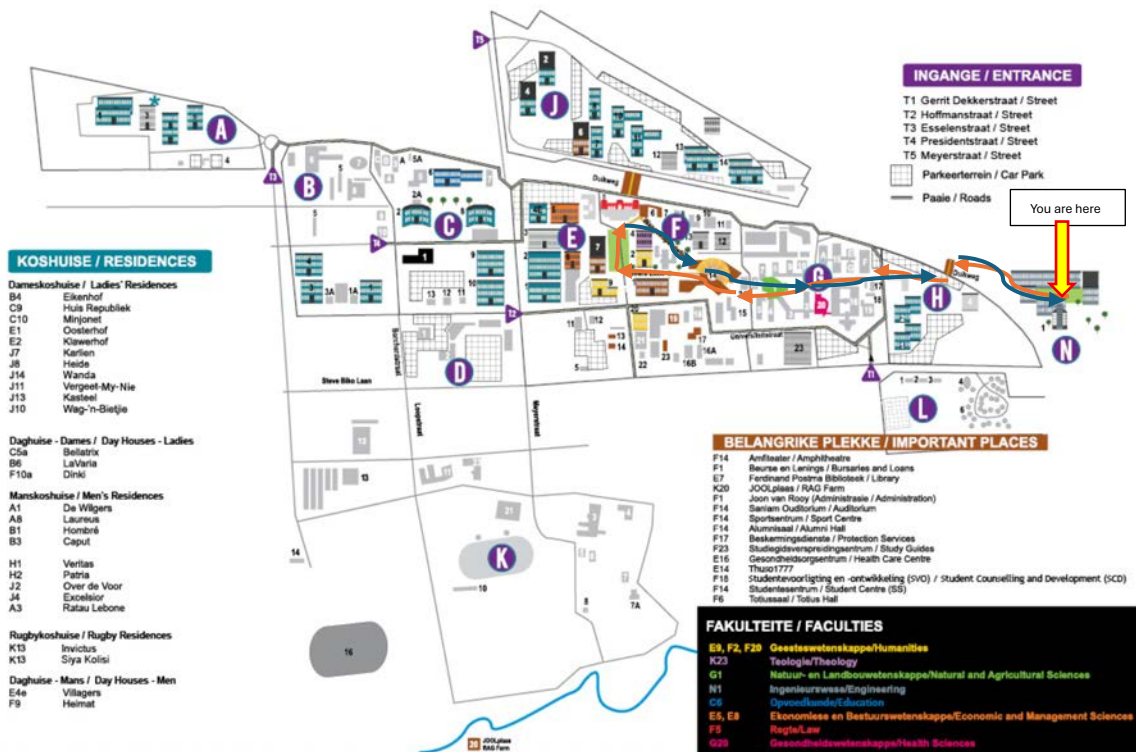 INGANGE / ENTRANCE
T1 Gerrit Dekkerstraat / Street
T2 Hoffmanstraat / Street
T3 Esselenstraat / Street
T4 Presidentstraat / Street
T5 Meyerstraat / Street
Parkeerterrein / Car Park
Paaie / Roads
You are here
A
B
C
D
E
F
G
H
J
K
L
N
T1
T2
T3
T4
T5
Duikweg
Duikweg
Universiteitstraat
Steve Biko Laan
Meyerstraat
KOSHUISE / RESIDENCES
Dameskoshuise / Ladies' Residences
B4 Eikenhof
C9 Huis Republiek
C10 Minjonet
E1 Oosterhof
E2 Klawerhof
J7 Karlien
J8 Heide
J14 Wanda
J11 Vergeet-My-Nie
J13 Kasteel
J10 Wag-'n-Bietjie
Daghuise - Dames / Day Houses - Ladies
C5a Bellatrix
B6 LaVaria
F10a Dinki
Manskoshuise / Men's Residences
A1 De Wilgers
A8 Laureus
B1 Hombré
B3 Caput
H1 Veritas
H2 Patria
J2 Over de Voor
J4 Excelsior
A3 Ratau Lebone
Rugbykoshuise / Rugby Residences
K13 Invictus
K13 Siya Kolisi
Daghuise - Mans / Day Houses - Men
E4e Villagers
F9 Heimat
BELANGRIKE PLEKKE / IMPORTANT PLACES
F14 Amfiteater / Amphitheatre
F1 Beurse en Lenings / Bursaries and Loans
E7 Ferdinand Postma Biblioteek / Library
K20 JOOLplaas / RAG Farm
F1 Joon van Rooy (Administrasie / Administration)
F14 Sanlam Ouditorium / Auditorium
F14 Sportsentrum / Sport Centre
F14 Alumnisaal / Alumni Hall
F17 Beskermingsdienste / Protection Services
F23 Studiegidsverspreidingsentrum / Study Guides
E16 Gesondheidsorgsentrum / Health Care Centre
E14 Thuso1777
F18 Studentevoorligting en -ontwikkeling (SVO) / Student Counselling and Development (SCD)
F14 Studentesentrum / Student Centre (SS)
F6 Totiussaal / Totius Hall
FAKULTEITE / FACULTIES
E9, F2, F20 Geesteswetenskappe/Humanities
K23 Teologie/Theology
G1 Natuur- en Landbouwetenskappe/Natural and Agricultural Sciences
N1 Ingenieurswese/Engineering
C6 Opvoedkunde/Education
E5, E8 Ekonomiese en Bestuurswetenskappe/Economic and Management Sciences
F5 Regte/Law
G20 Gesondheidswetenskappe/Health Sciences
20 JOOLplaas
RAG Farm